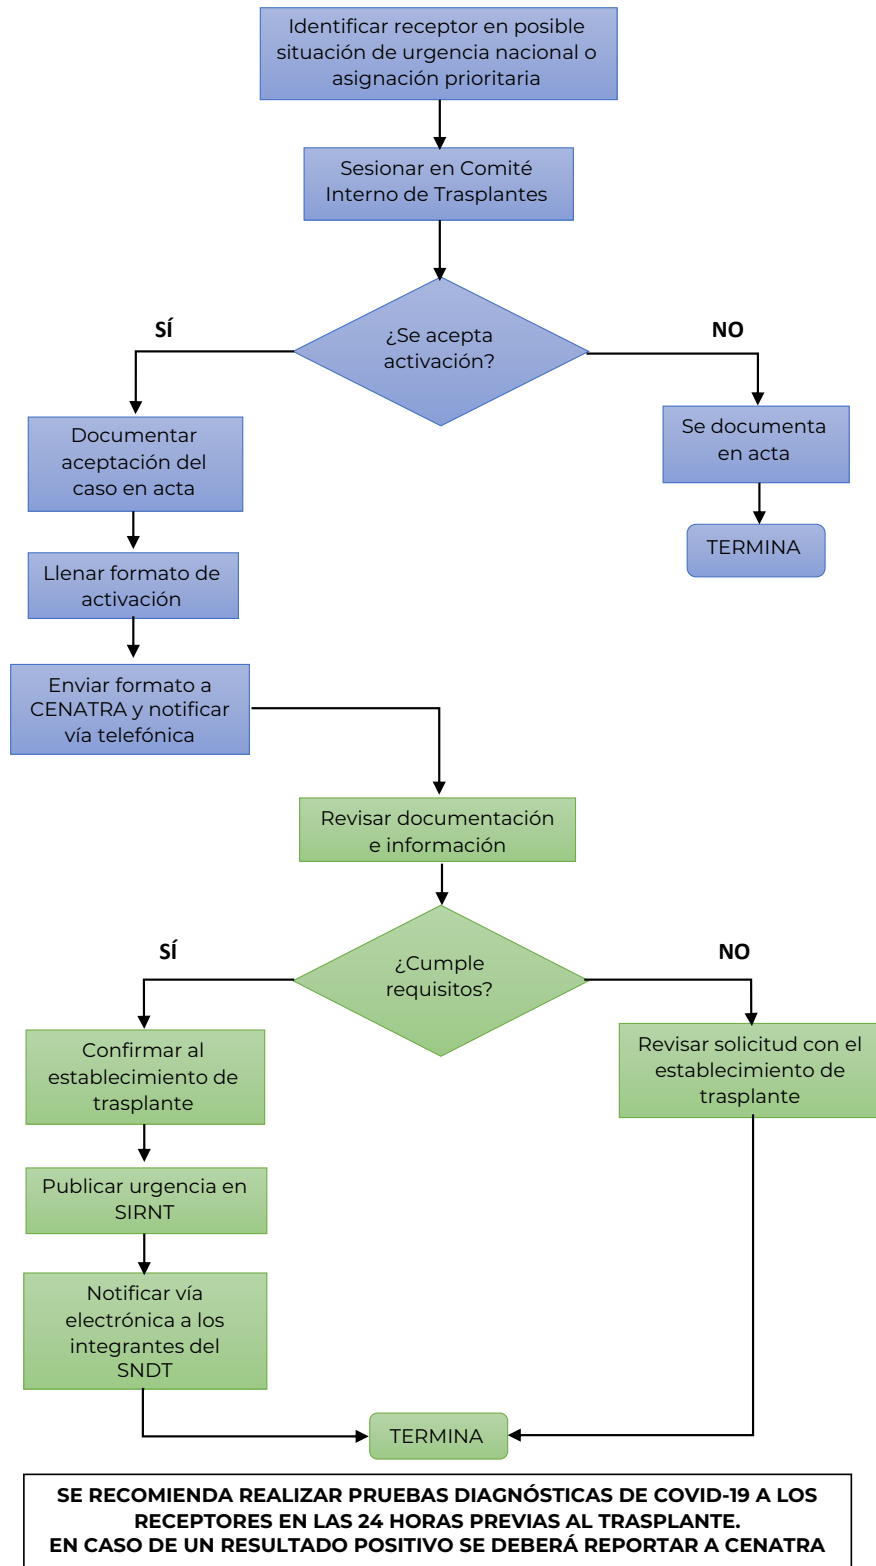 Identificar receptor en posible
situación de urgencia nacional o
asignación prioritaria
Sesionar en Comité
Interno de Trasplantes
¿Se acepta
activación?
SÍ
NO
Documentar
aceptación del
caso en acta
Se documenta
en acta
TERMINA
Llenar formato de
activación
Enviar formato a
CENATRA y notificar
vía telefónica
Revisar documentación
e información
¿Cumple
requisitos?
SÍ
NO
Confirmar al
establecimiento de
trasplante
Revisar solicitud con el
establecimiento de
trasplante
Publicar urgencia en
SIRNT
Notificar vía
electrónica a los
integrantes del
SNDT
TERMINA
SE RECOMIENDA REALIZAR PRUEBAS DIAGNÓSTICAS DE COVID-19 A LOS
RECEPTORES EN LAS 24 HORAS PREVIAS AL TRASPLANTE.
EN CASO DE UN RESULTADO POSITIVO SE DEBERÁ REPORTAR A CENATRA